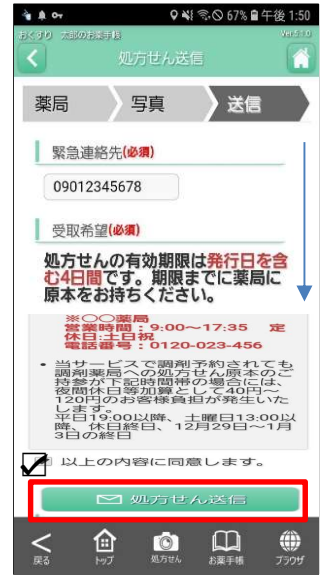 67% 午後 1:50
おくすり 太郎のお薬手帳 Ver.5.1.0
処方せん送信
薬局 写真 送信
緊急連絡先(必須)
09012345678
受取希望(必須)
処方せんの有効期限は発行日を含
む4日間です。期限までに薬局に
原本をお持ちください。
※〇〇薬局
営業時間：9:00～17:35 定
休日:土日祝
電話番号：0120-023-456
• 当サービスで調剤予約されても
調剤薬局への処方せん原本のご
持参が下記時間帯の場合には、
夜間休日等加算として40円～
120円のお客様負担が発生いた
します。
平日19:00以降、土曜日13:00以
降、休日終日、12月29日～1月
3日の終日
以上の内容に同意します。
処方せん送信
戻る トップ 処方せん お薬手帳 ブラウザ